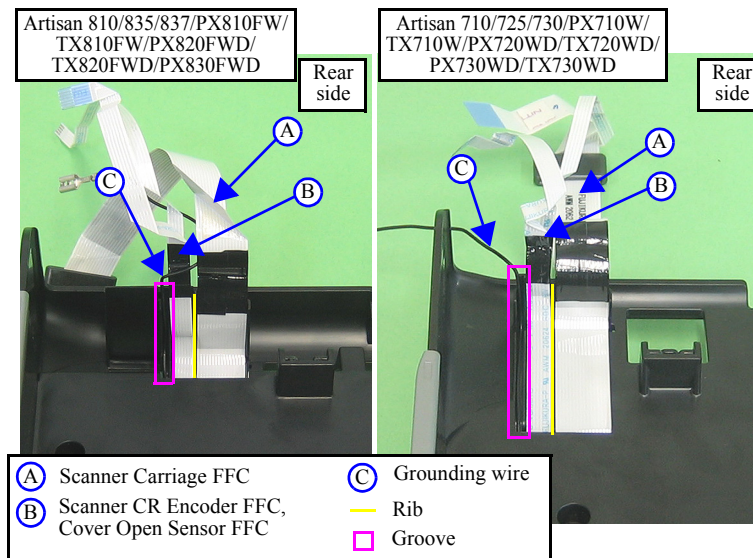 Artisan 810/835/837/PX810FW/
TX810FW/PX820FWD/
TX820FWD/PX830FWD
Rear
side
A
B
C
Artisan 710/725/730/PX710W/
TX710W/PX720WD/TX720WD/
PX730WD/TX730WD
Rear
side
A
B
C
A Scanner Carriage FFC
B Scanner CR Encoder FFC,
Cover Open Sensor FFC
C Grounding wire
Rib
Groove